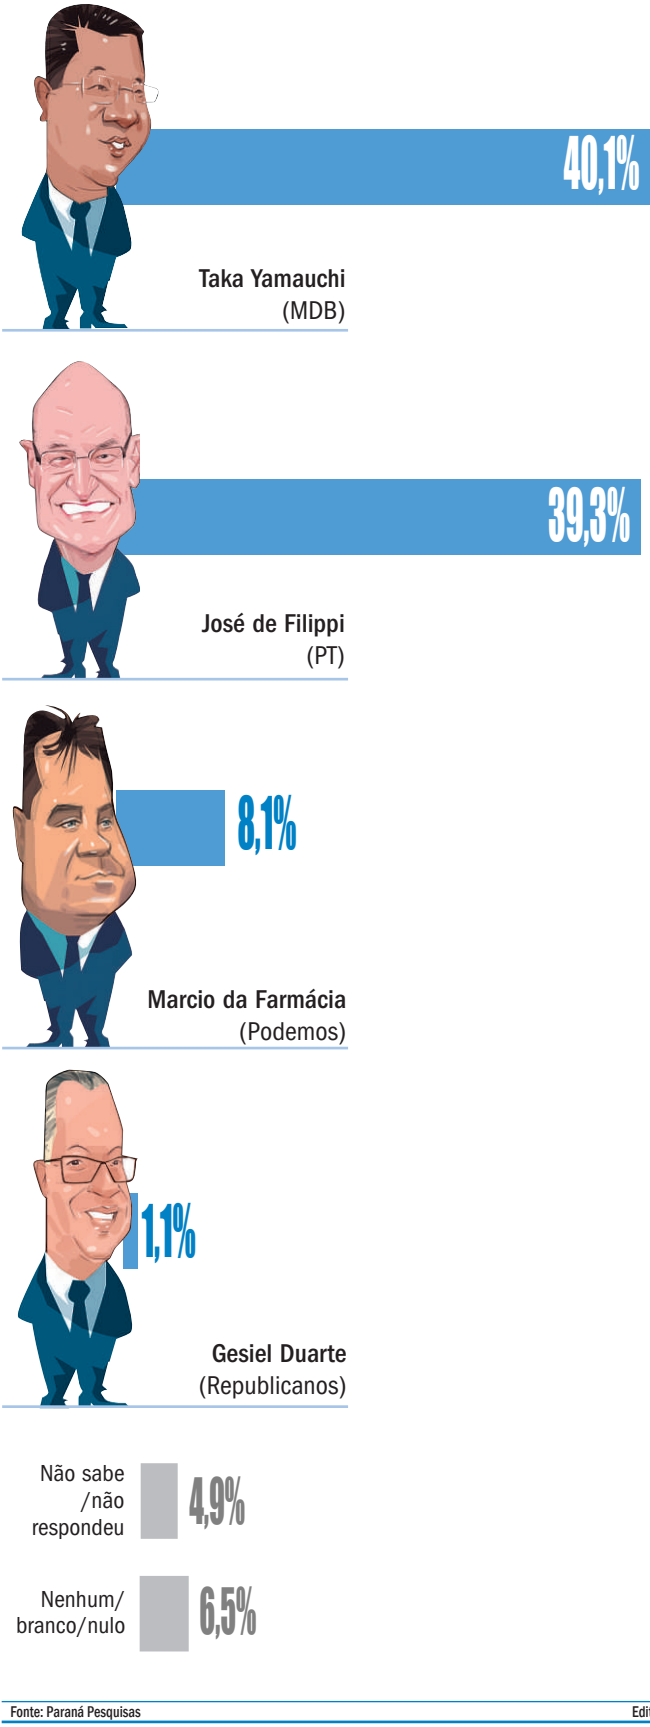 40,1%
Taka Yamauchi
(MDB)
39,3%
José de Filippi
(PT)
8,1%
Marcio da Farmácia
(Podemos)
1,1%
Gesiel Duarte
(Republicanos)
Não sabe
/não
respondeu
4,9%
Nenhum/
branco/nulo
6,5%
Fonte: Paraná Pesquisas